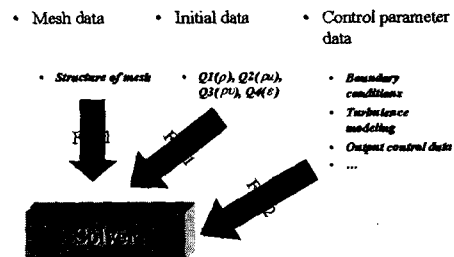 • Mesh data
• Structure of mesh
• Initial data
• Q1(ρ), Q2(ρu),
Q3(ρυ), Q4(ε)
• Control parameter
data
• Boundary
conditions
• Turbulence
modeling
• Output control data
• ...
Solver